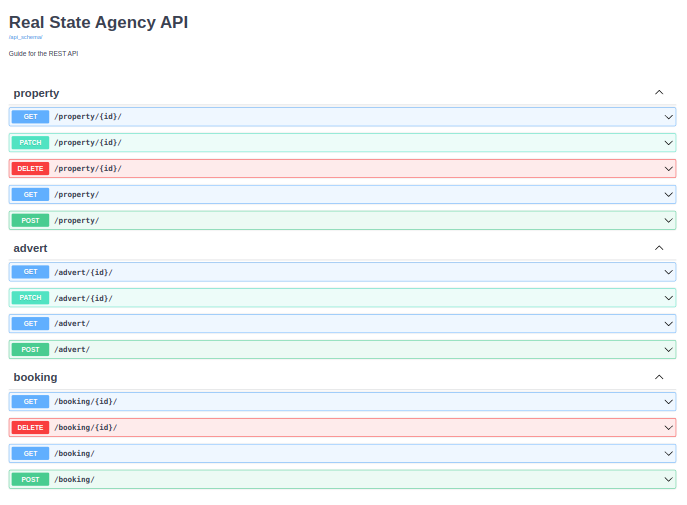 Real State Agency API
/api_schema/
Guide for the REST API
property
GET /property/{id}/
PATCH /property/{id}/
DELETE /property/{id}/
GET /property/
POST /property/
advert
GET /advert/{id}/
PATCH /advert/{id}/
GET /advert/
POST /advert/
booking
GET /booking/{id}/
DELETE /booking/{id}/
GET /booking/
POST /booking/